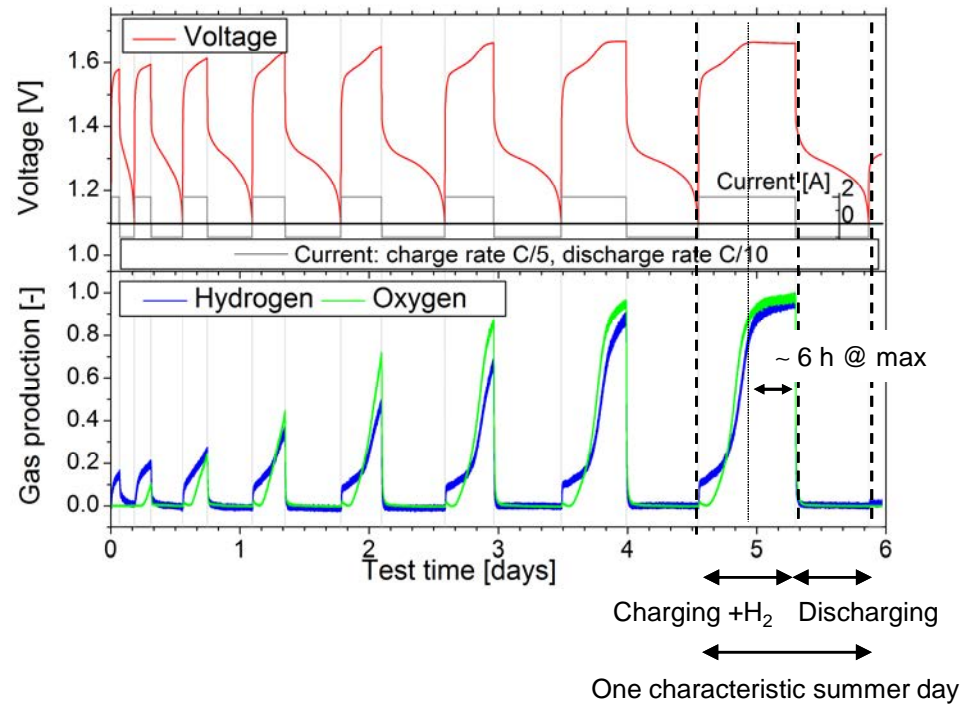 Voltage
Voltage [V]
1.6
1.4
1.2
1.0
Current [A]
2
0
Current: charge rate C/5, discharge rate C/10
Hydrogen
Oxygen
Gas production [-]
1.0
0.8
0.6
0.4
0.2
0.0
~ 6 h @ max
0
1
2
3
4
5
6
Test time [days]
Charging +H₂
Discharging
One characteristic summer day